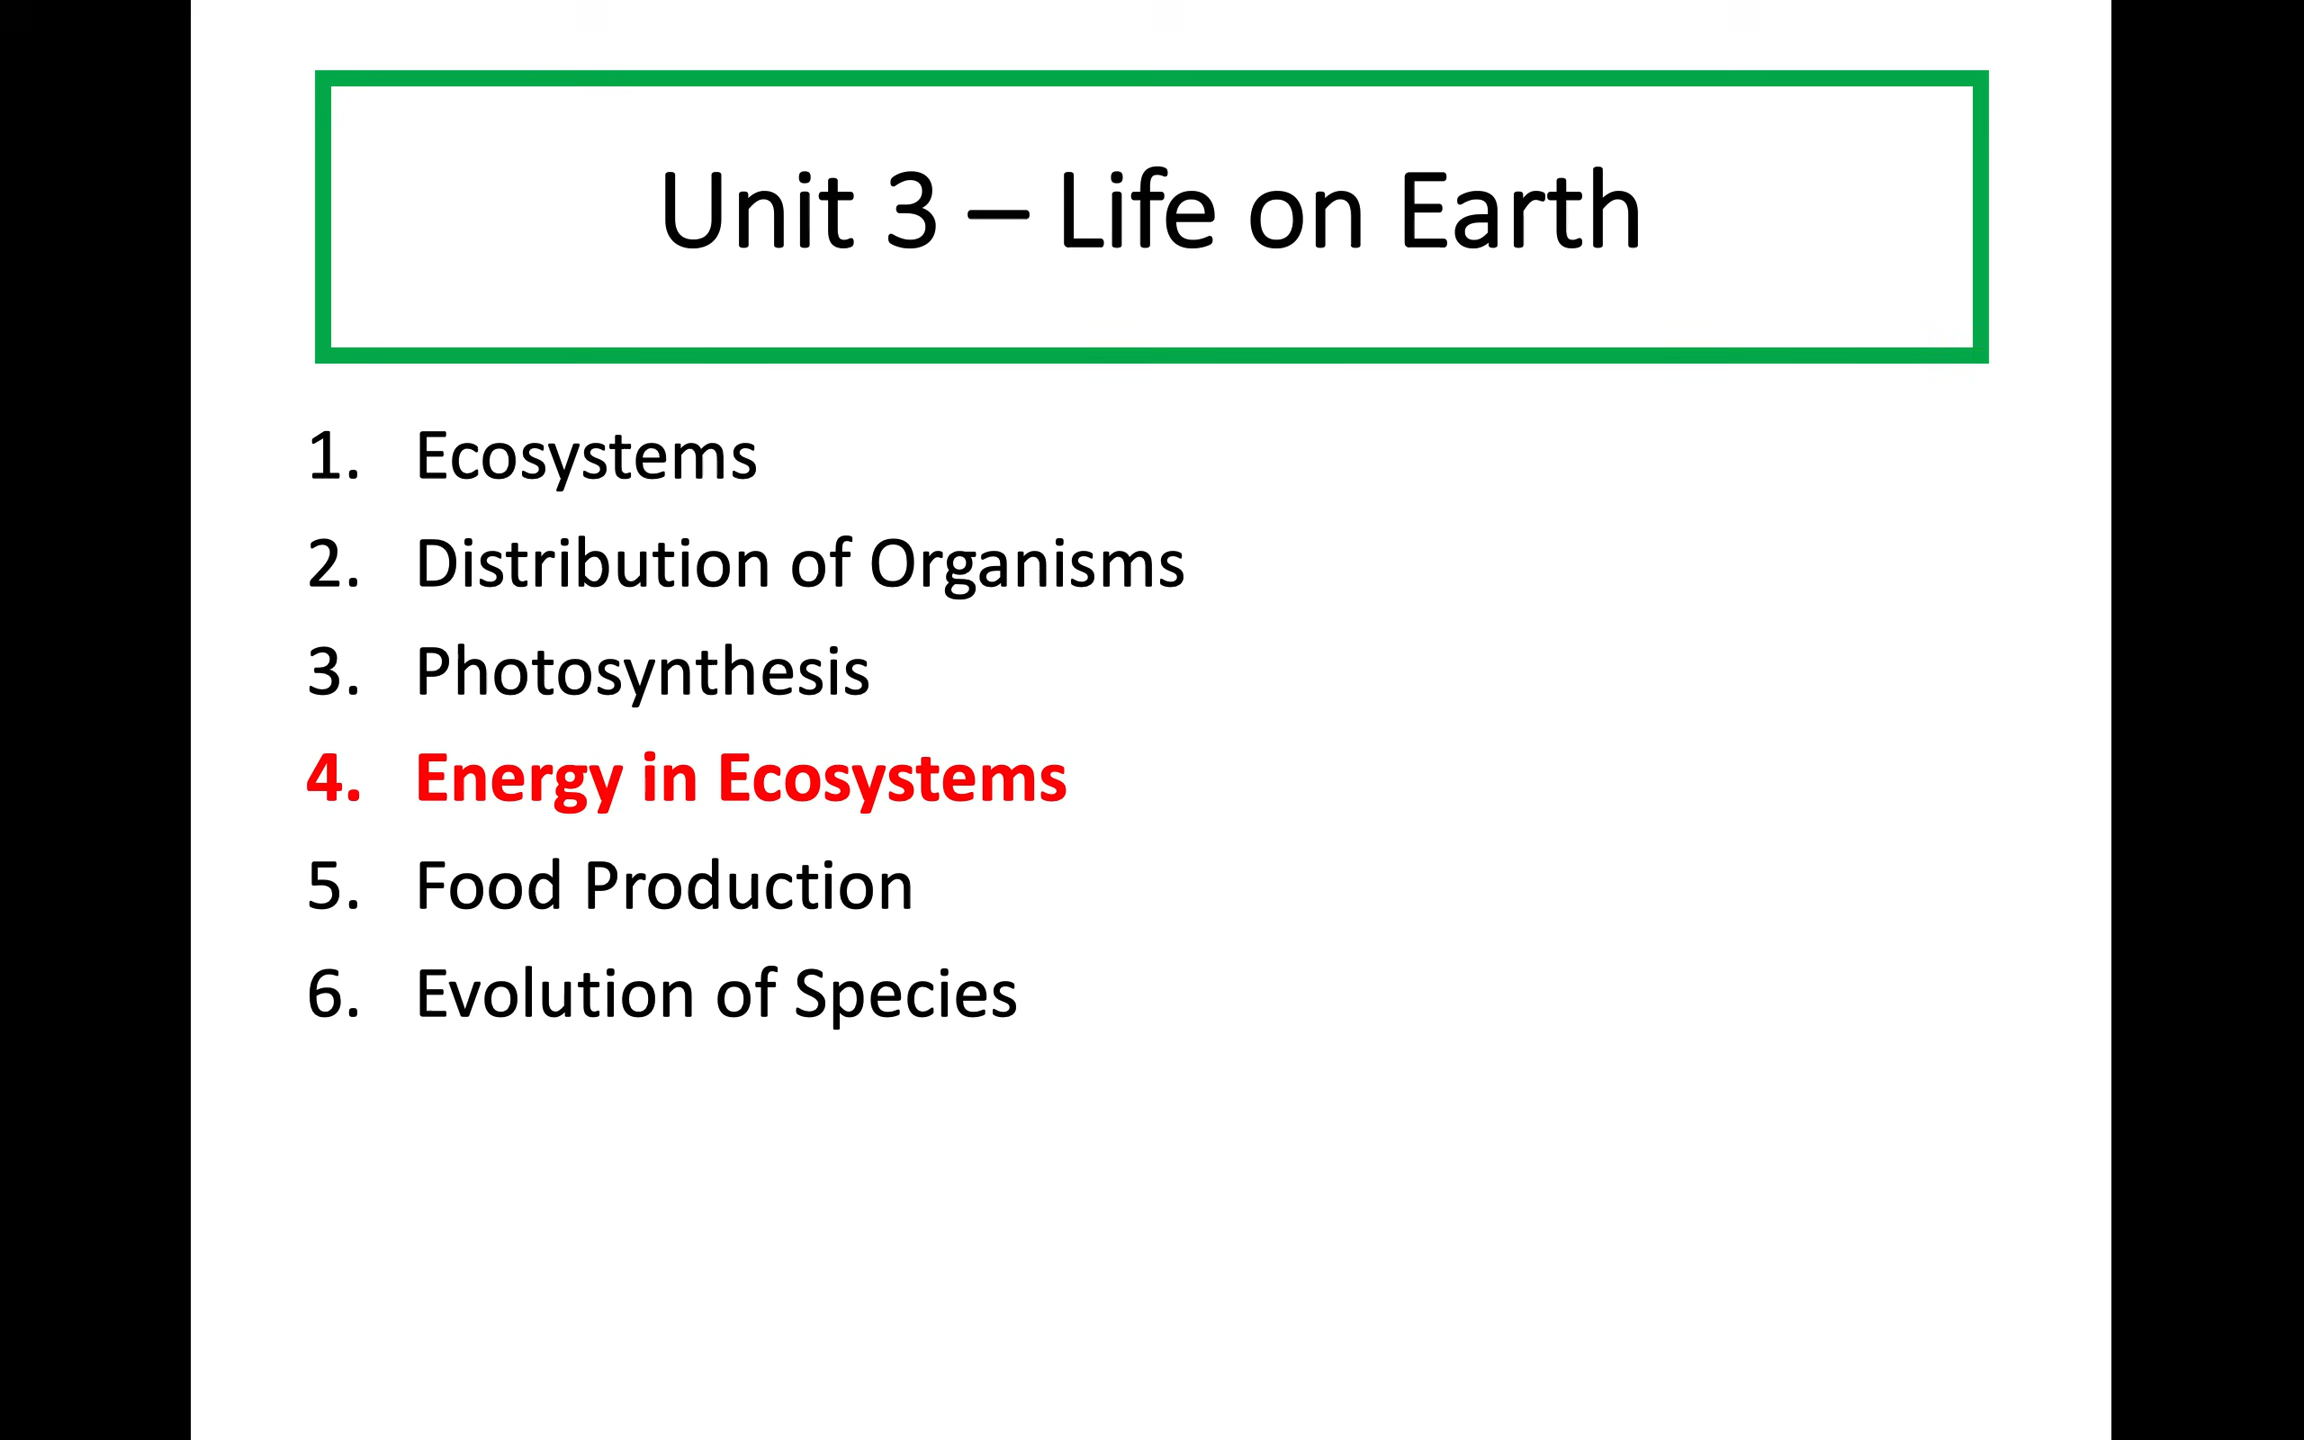 Unit 3 – Life on Earth
1. Ecosystems
2. Distribution of Organisms
3. Photosynthesis
4. Energy in Ecosystems
5. Food Production
6. Evolution of Species